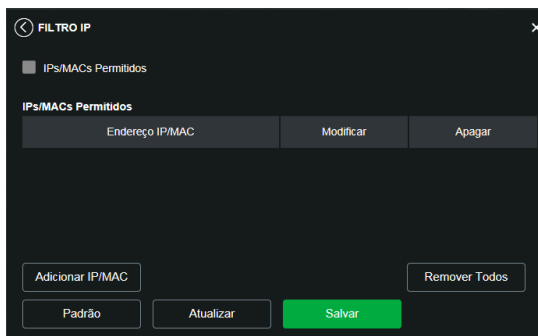 FILTRO IP
IPs/MACs Permitidos
IPs/MACs Permitidos
Endereço IP/MAC Modificar Apagar
Adicionar IP/MAC Remover Todos
Padrão Atualizar Salvar